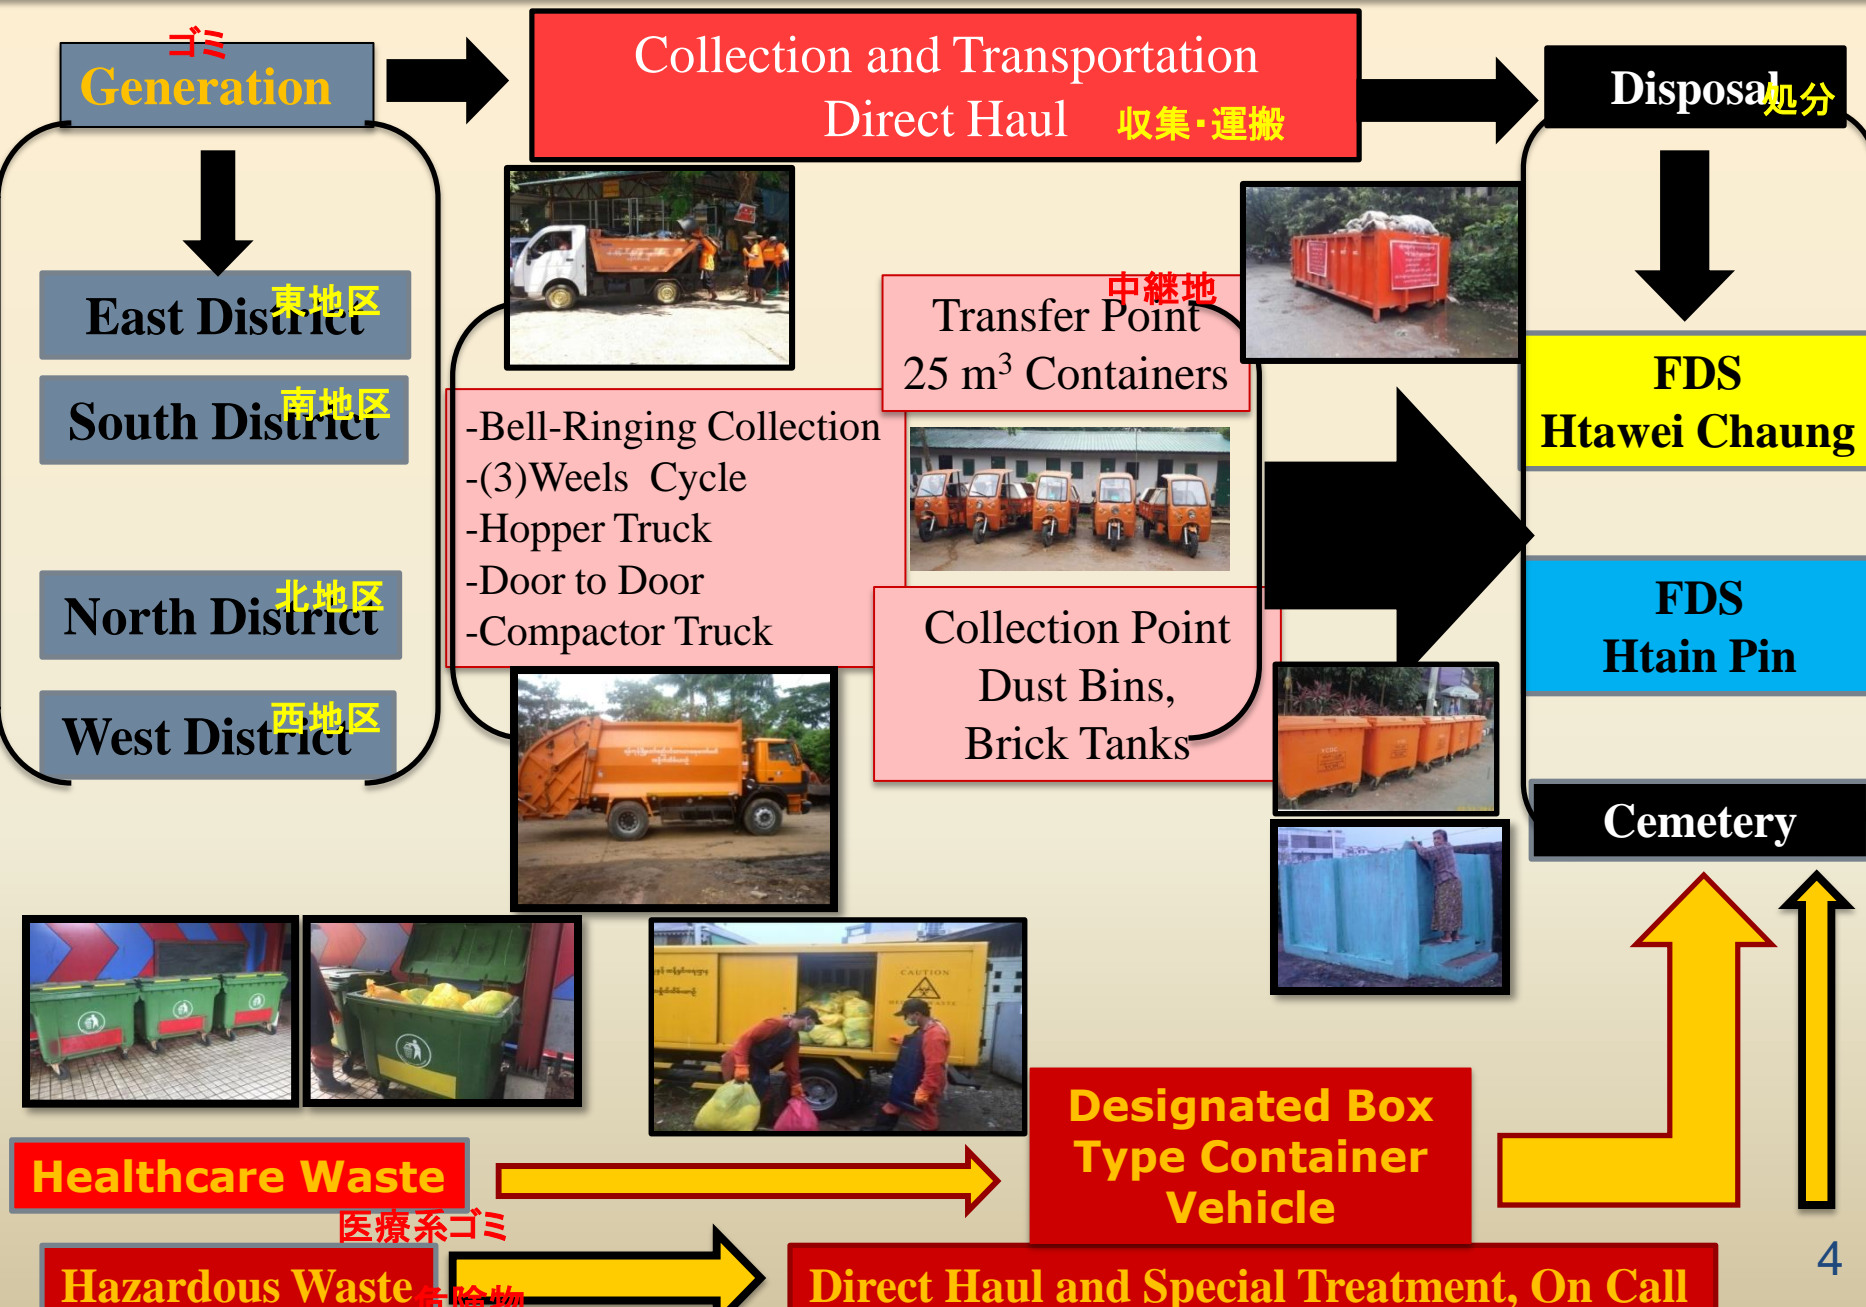 ゴミ
Generation
Collection and Transportation
Direct Haul
収集・運搬
Disposal
処分
East District
東地区
South District
南地区
North District
北地区
West District
西地区
-Bell-Ringing Collection
-(3)Weels Cycle
-Hopper Truck
-Door to Door
-Compactor Truck
中継地
Transfer Point
25 m³ Containers
Collection Point
Dust Bins,
Brick Tanks
FDS
Htawei Chaung
FDS
Htain Pin
Cemetery
CAUTION
Healthcare Waste
医療系ゴミ
Designated Box
Type Container
Vehicle
Hazardous Waste
危険物
Direct Haul and Special Treatment, On Call
4